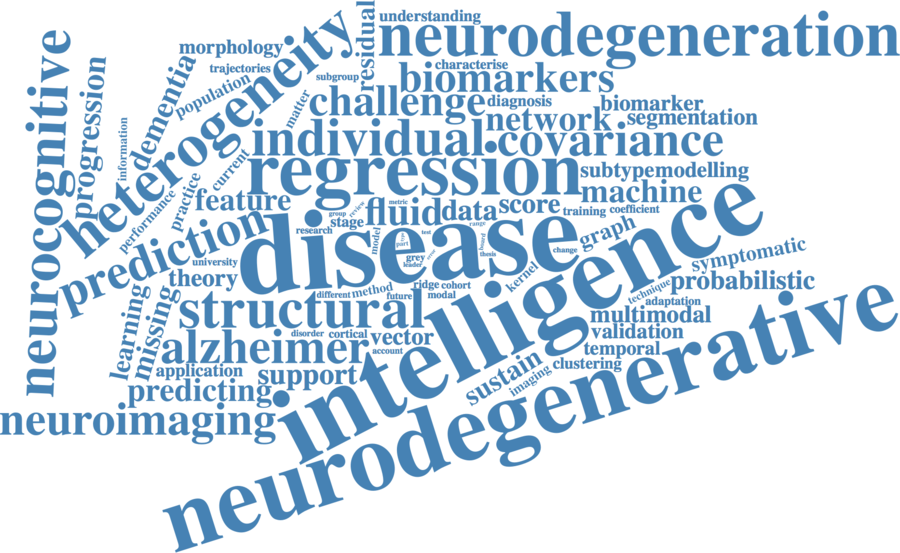 understanding
neurodegeneration
residual
morphology
characterise
trajectories
heterogeneity
biomarkers
subgroup
population
dementia
neurocognitive
progression
challenge
diagnosis
matter
biomarker
network
segmentation
information
individual
covariance
current
regression
subtype
modelling
machine
practice
feature
performance
fluid
data
score
training
coefficient
metric
review
group
stage
range
research
test
prediction
disease
model
part
graph
change
board
thesis
symptomatic
university
theory
grey
leader
kernel
intelligence
probabilistic
ridge
cohort
technique
different
method
future
modal
adaptation
learning
missing
structural
multimodal
disorder
cortical
vector
validation
alzheimer
account
temporal
application
support
sustain
clustering
imaging
predicting
neuroimaging
neurodegenerative